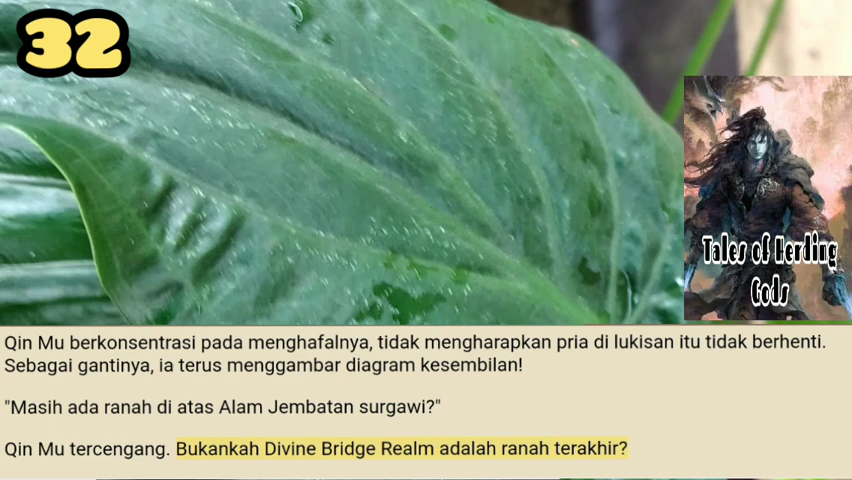 32
Tales of Herding
Gods
Qin Mu berkonsentrasi pada menghafalnya, tidak mengharapkan pria di lukisan itu tidak berhenti.
Sebagai gantinya, ia terus menggambar diagram kesembilan!
"Masih ada ranah di atas Alam Jembatan surgawi?"
Qin Mu tercengang. Bukankah Divine Bridge Realm adalah ranah terakhir?